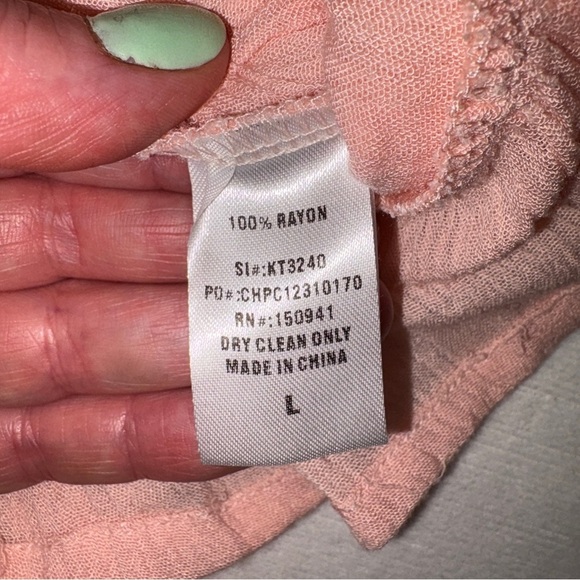 100% RAYON
SI#:KT3240
PO#:CHPC12310170
RN#:150941
DRY CLEAN ONLY
MADE IN CHINA
L